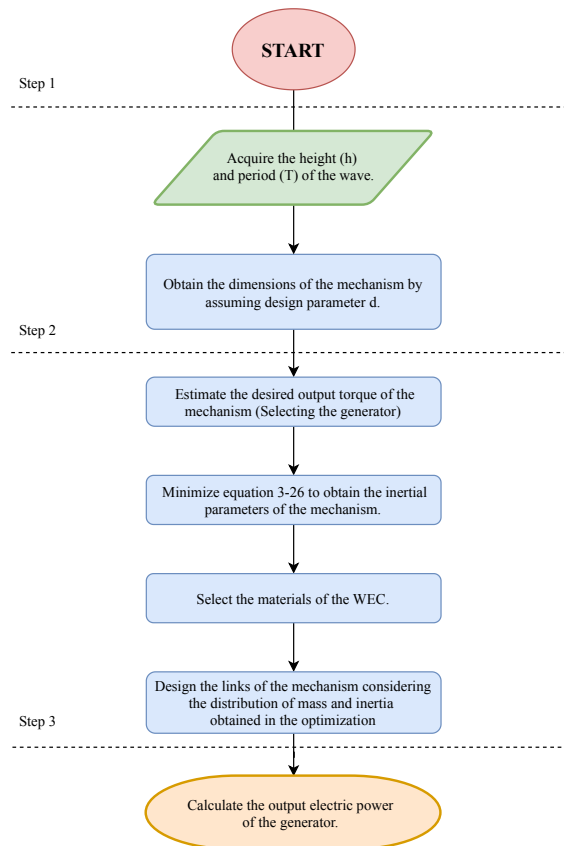 START
Step 1
Acquire the height (h)
and period (T) of the wave.
Obtain the dimensions of the mechanism by
assuming design parameter d.
Step 2
Estimate the desired output torque of the
mechanism (Selecting the generator)
Minimize equation 3-26 to obtain the inertial
parameters of the mechanism.
Select the materials of the WEC.
Design the links of the mechanism considering
the distribution of mass and inertia
obtained in the optimization
Step 3
Calculate the output electric power
of the generator.